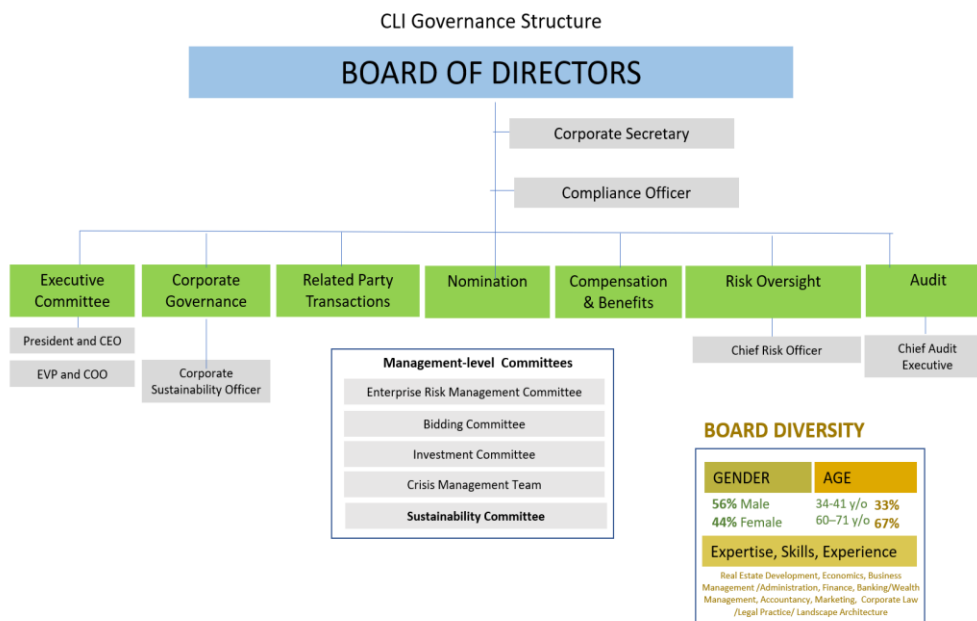 CLI Governance Structure
BOARD OF DIRECTORS
Corporate Secretary
Compliance Officer
Executive
Committee
Corporate
Governance
Related Party
Transactions
Nomination
Compensation
& Benefits
Risk Oversight
Audit
President and CEO
EVP and COO
Corporate
Sustainability Officer
Chief Risk Officer
Chief Audit
Executive
Management-level Committees
Enterprise Risk Management Committee
Bidding Committee
Investment Committee
Crisis Management Team
Sustainability Committee
BOARD DIVERSITY
GENDER
56% Male
44% Female
AGE
34-41 y/o 33%
60–71 y/o 67%
Expertise, Skills, Experience
Real Estate Development, Economics, Business
Management /Administration, Finance, Banking/Wealth
Management, Accountancy, Marketing, Corporate Law
/Legal Practice/ Landscape Architecture